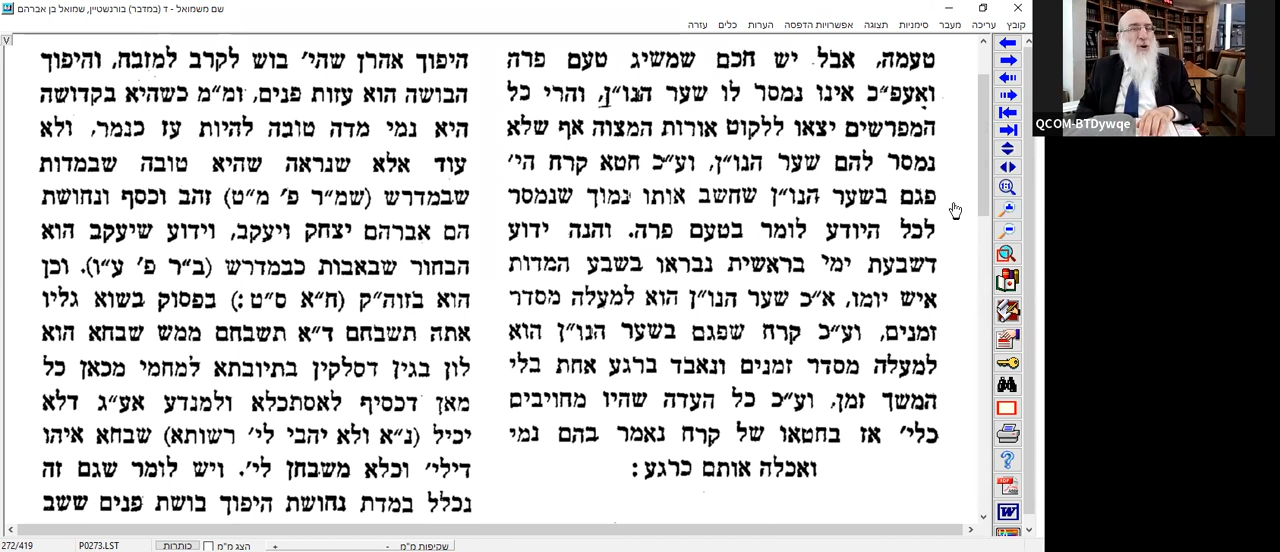 שם משמואל - ד (במדבר) בורנשטיין, שמואל בן אברהם
קובץ עריכה מעבר סימניות תצוגה אפשרויות הדפסה הערות כלים עזרה
טעמה, אבל יש חכם שמשיג טעם פרה
ואעפ״כ אינו נמסר לו שער הנו״ן, והרי כל
המפרשים יצאו ללקוט אורות המצוה אף שלא
נמסר להם שער הנו״ן, וע״כ חטא קרח הי׳
פגם בשער הנו״ן שחשב אותו נמוך שנמסר
לכל היודע לומר בטעם פרה. והנה ידוע
דשבעת ימי בראשית נבראו בשבע המדות
איש יומו, א״כ שער הנו״ן הוא למעלה מסדר
זמנים, וע״כ קרח שפגם בשער הנו״ן הוא
למעלה מסדר זמנים ונאבד ברגע אחת בלי
המשך זמן, וע״כ כל העדה שהיו מחויבים
כלי׳ אז בחטאו של קרח נאמר בהם נמי
ואכלה אותם כרגע:
היפוך אהרן שהי׳ בוש לקרב למזבח, והיפוך
הבושה הוא עזות פנים, ומ״מ כשהיא בקדושה
היא נמי מדה טובה להיות עז כנמר, ולא
עוד אלא שנראה שהיא טובה שבמדות
שבמדרש (שמ״ר פ׳ מ״ט) זהב וכסף ונחושת
הם אברהם יצחק ויעקב, וידוע שיעקב הוא
הבחור שבאבות כבמדרש (ב״ר פ׳ ע״ו). וכן
הוא בזוה״ק (ח״א ס״ט:) בפסוק בשוא גליו
אתה תשבחם ד״א תשבחם ממש שבחא הוא
לון בגין דסלקין בתיובתא למחמי מכאן כל
מאן דכסיף לאסתכלא ולמנדע אע״ג דלא
יכיל (נ״א ולא יהבי לי׳ רשותא) שבחא איהו
דילי׳ וכלא משבחן לי׳. ויש לומר שגם זה
נכלל במדת נחושת היפוך בושת פנים ששב
QCOM-BTDywqe
272/419 P0273.LST כותרות הצג מ"מ + - שקיפות מ"מ